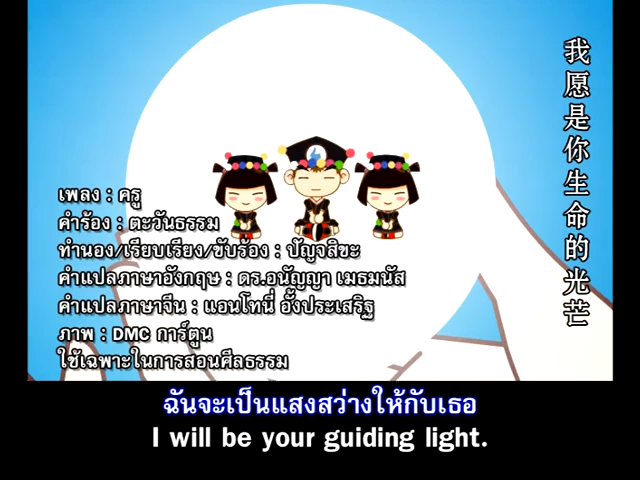 เพลง : ครู
คำร้อง : ตะวันธรรม
ทำนอง/เรียบเรียง/ขับร้อง : ปัญจสิขะ
คำแปลภาษาอังกฤษ : ดร.อนัญญา เมธมนัส
คำแปลภาษาจีน : แอนโทนี่ อั้งประเสริฐ
ภาพ : DMC การ์ตูน
ใช้เฉพาะในการสอนศีลธรรม
我愿是你生命的光芒
ฉันจะเป็นแสงสว่างให้กับเธอ
I will be your guiding light.